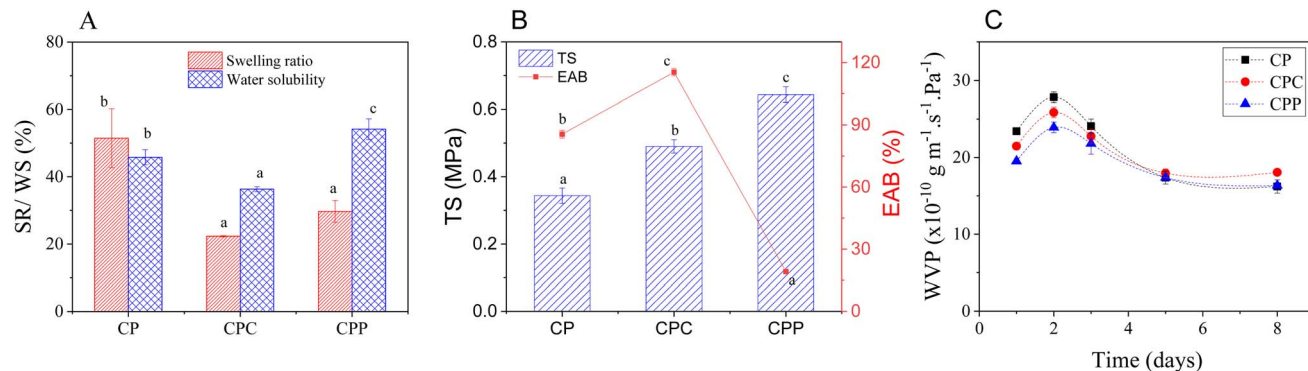 A
SR/ WS (%)
80
60
40
20
0
Swelling ratio
Water solubility
b
b
a
a
a
c
CP
CPC
CPP
B
TS (MPa)
0.8
0.6
0.4
0.2
0.0
TS
EAB
b
c
c
a
b
a
CP
CPC
CPP
120
90
60
30
0
EAB (%)
C
WVP (x10-10 g m-1.s-1.Pa-1)
30
20
10
0
CP
CPC
CPP
0
2
4
6
8
Time (days)